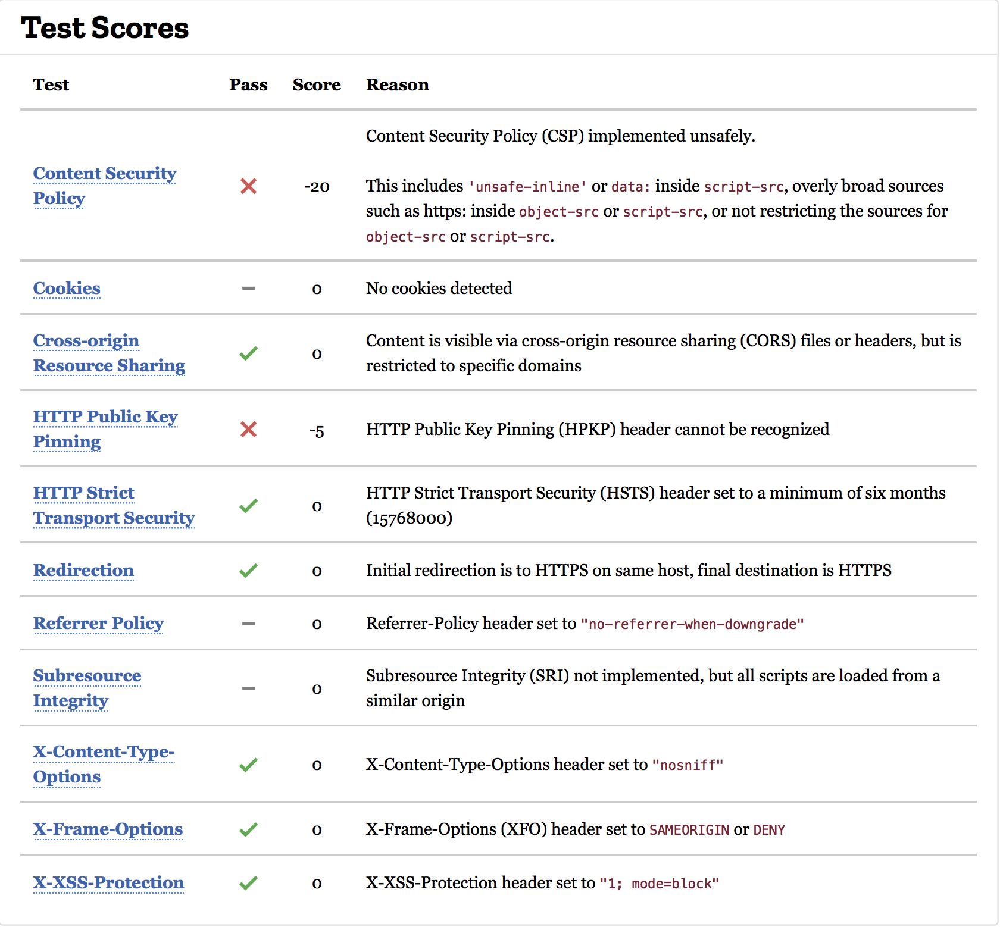 Test Scores
Test Pass Score Reason
Content Security Policy (CSP) implemented unsafely.
Content Security
Policy
-20
This includes 'unsafe-inline' or data: inside script-src, overly broad sources
such as https: inside object-src or script-src, or not restricting the sources for
object-src or script-src.
Cookies 0 No cookies detected
Cross-origin
Resource Sharing
0
Content is visible via cross-origin resource sharing (CORS) files or headers, but is
restricted to specific domains
HTTP Public Key
Pinning
-5
HTTP Public Key Pinning (HPKP) header cannot be recognized
HTTP Strict
Transport Security
0
HTTP Strict Transport Security (HSTS) header set to a minimum of six months
(15768000)
Redirection 0 Initial redirection is to HTTPS on same host, final destination is HTTPS
Referrer Policy 0 Referrer-Policy header set to "no-referrer-when-downgrade"
Subresource
Integrity
0
Subresource Integrity (SRI) not implemented, but all scripts are loaded from a
similar origin
X-Content-Type-
Options
0
X-Content-Type-Options header set to "nosniff"
X-Frame-Options 0 X-Frame-Options (XFO) header set to SAMEORIGIN or DENY
X-XSS-Protection 0 X-XSS-Protection header set to "1; mode=block"